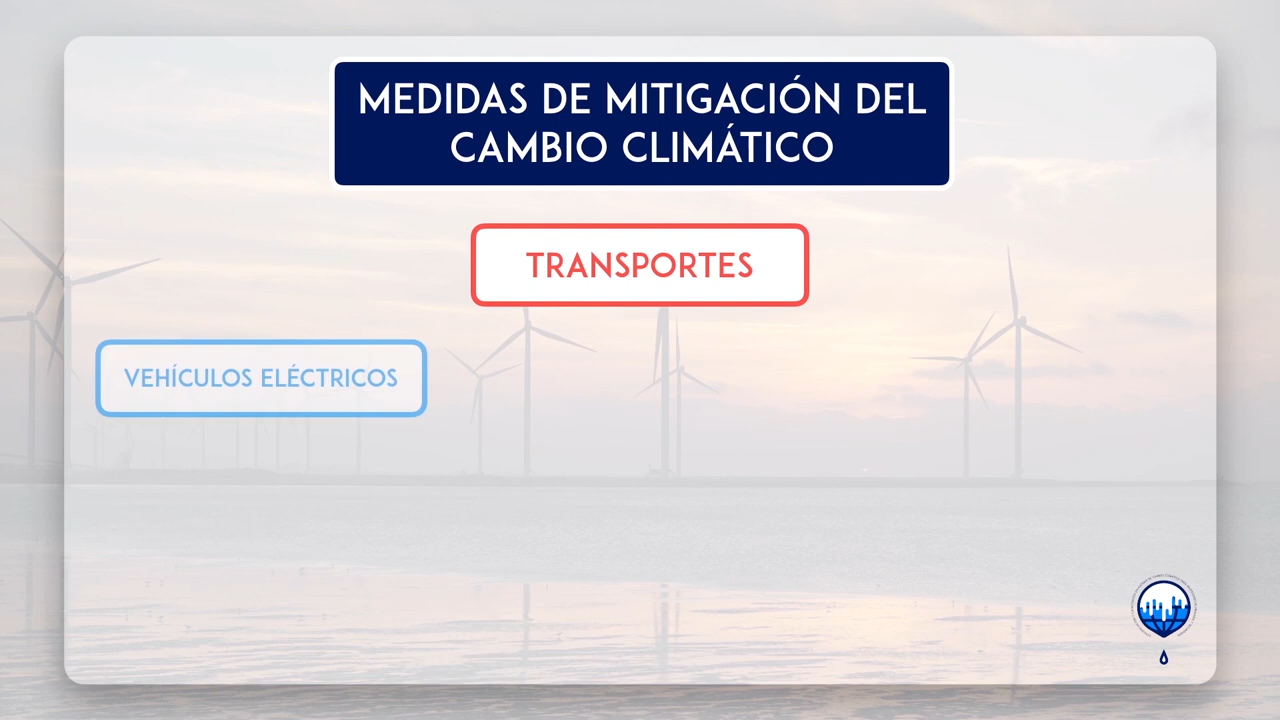 MEDIDAS DE MITIGACIÓN DEL
CAMBIO CLIMÁTICO
TRANSPORTES
VEHÍCULOS ELÉCTRICOS